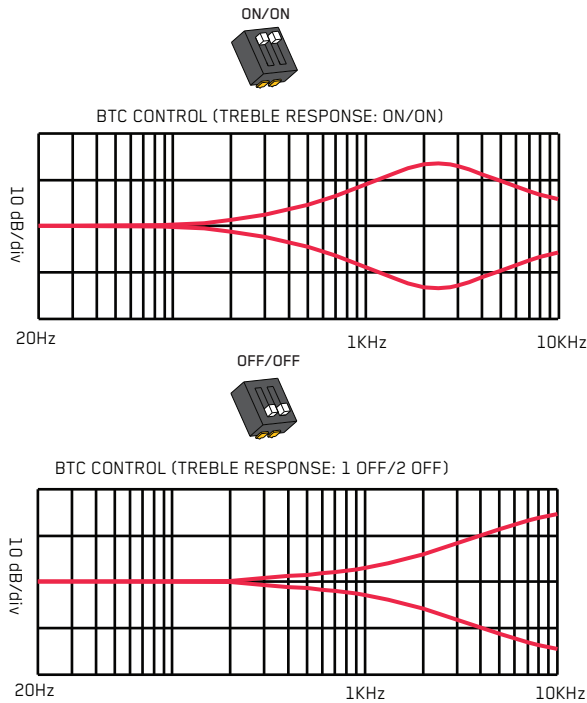 ON/ON
BTC CONTROL (TREBLE RESPONSE: ON/ON)
10 dB/div
20Hz 1KHz 10KHz
OFF/OFF
BTC CONTROL (TREBLE RESPONSE: 1 OFF/2 OFF)
10 dB/div
20Hz 1KHz 10KHz